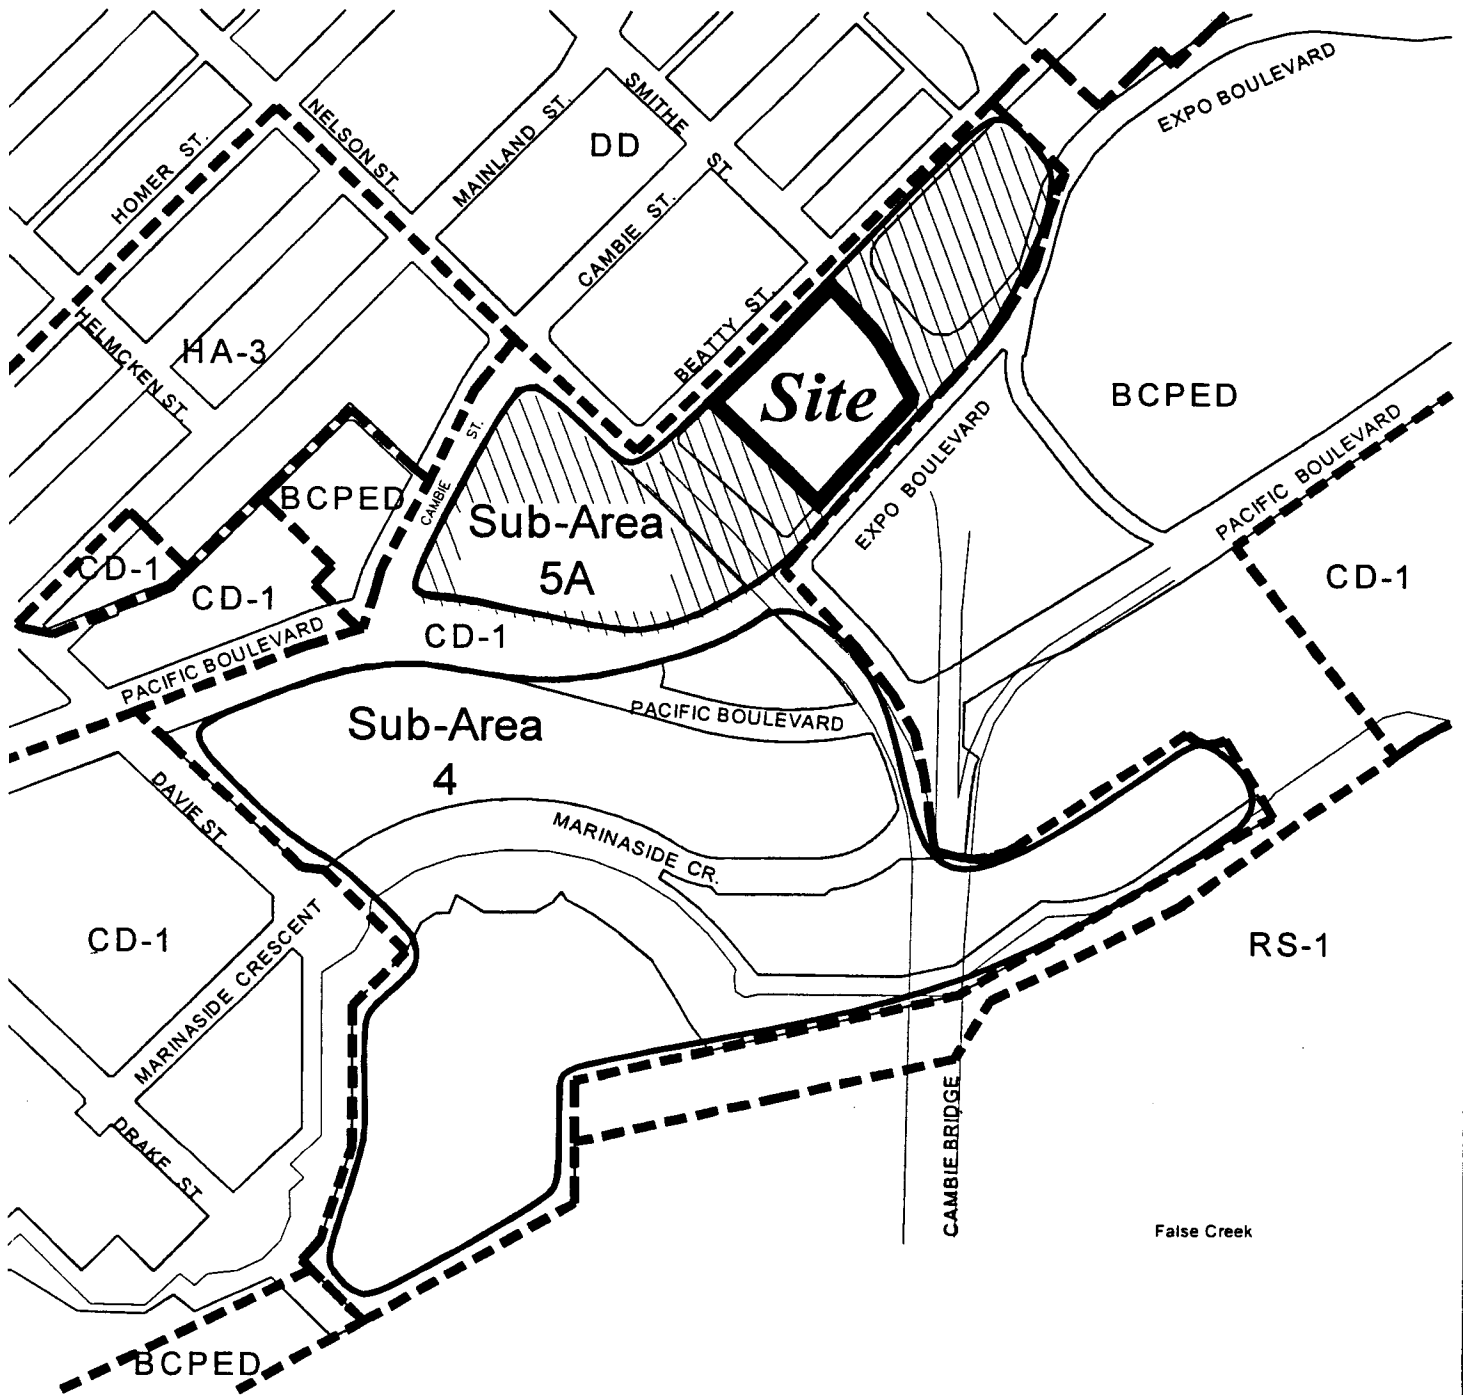 EXPO BOULEVARD
NELSON ST.
MAINLAND ST.
SMITHE ST.
DD
HOMER ST.
CAMBIE ST.
BEATTY ST.
HELMCKEN ST.
HA-3
Site
BCPED
CAMBIE ST.
EXPO BOULEVARD
PACIFIC BOULEVARD
BCPED
Sub-Area
5A
CD-1
CD-1
CD-1
CD-1
PACIFIC BOULEVARD
Sub-Area
4
PACIFIC BOULEVARD
DAVIE ST.
MARINASIDE CR.
CD-1
MARINASIDE CRESCENT
RS-1
DRAKE ST.
CAMBIE BRIDGE
False Creek
BCPED